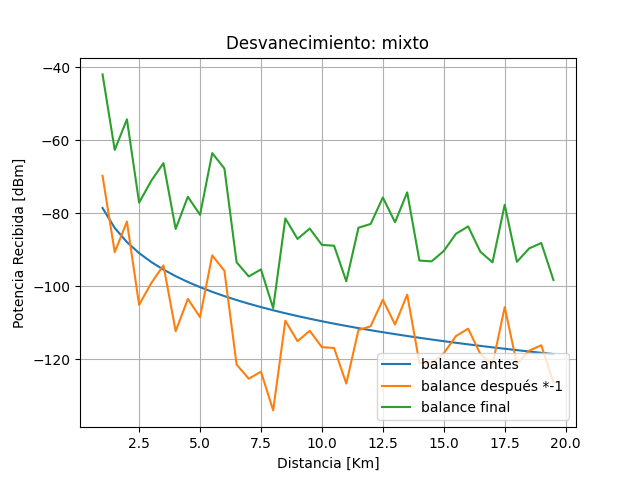 Desvanecimiento: mixto
Potencia Recibida [dBm]
−40
−60
−80
−100
−120
balance antes
balance después *-1
balance final
2.5 5.0 7.5 10.0 12.5 15.0 17.5 20.0
Distancia [Km]